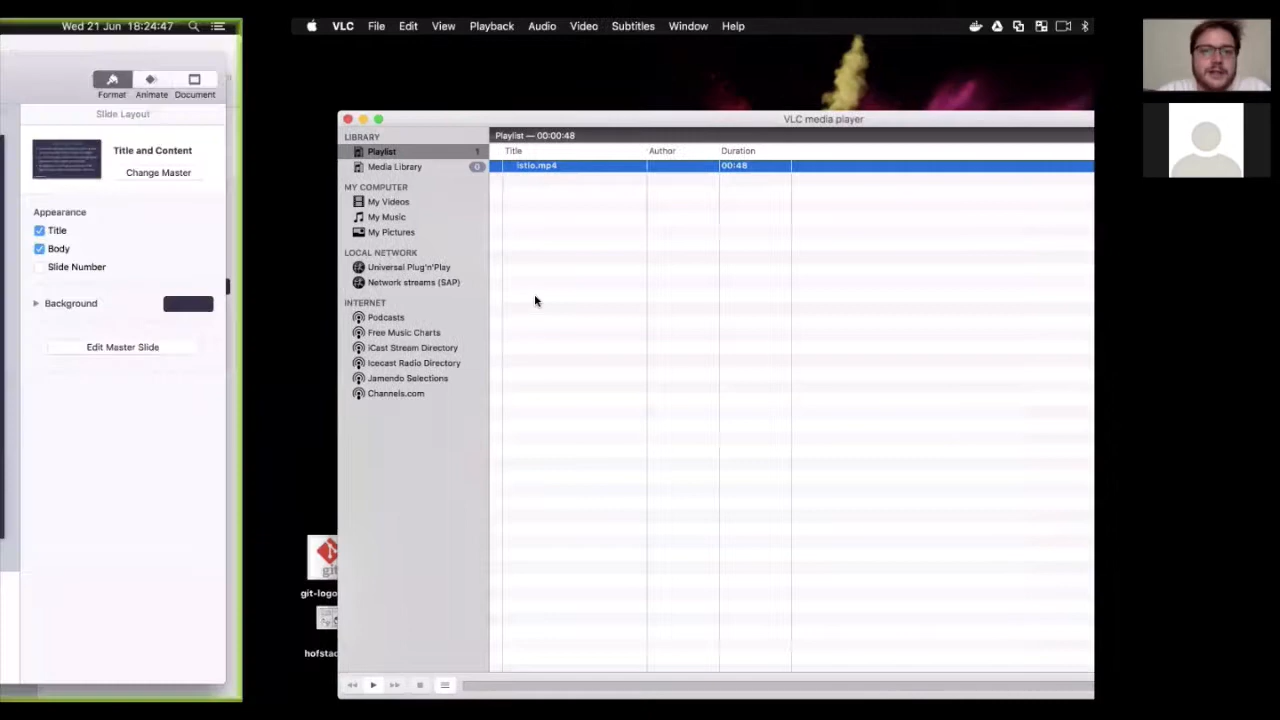 Wed 21 Jun 18:24:47
Format
Animate
Document
Slide Layout
Title and Content
Change Master
Appearance
Title
Body
Slide Number
Background
Edit Master Slide
VLC File Edit View Playback Audio Video Subtitles Window Help
VLC media player
LIBRARY
Playlist 1
Media Library 0
MY COMPUTER
My Videos
My Music
My Pictures
LOCAL NETWORK
Universal Plug'n'Play
Network streams (SAP)
INTERNET
Podcasts
Free Music Charts
iCast Stream Directory
Icecast Radio Directory
Jamendo Selections
Channels.com
Playlist — 00:00:48
Title Author Duration
istio.mp4 00:48
git
git-logo
hofstac